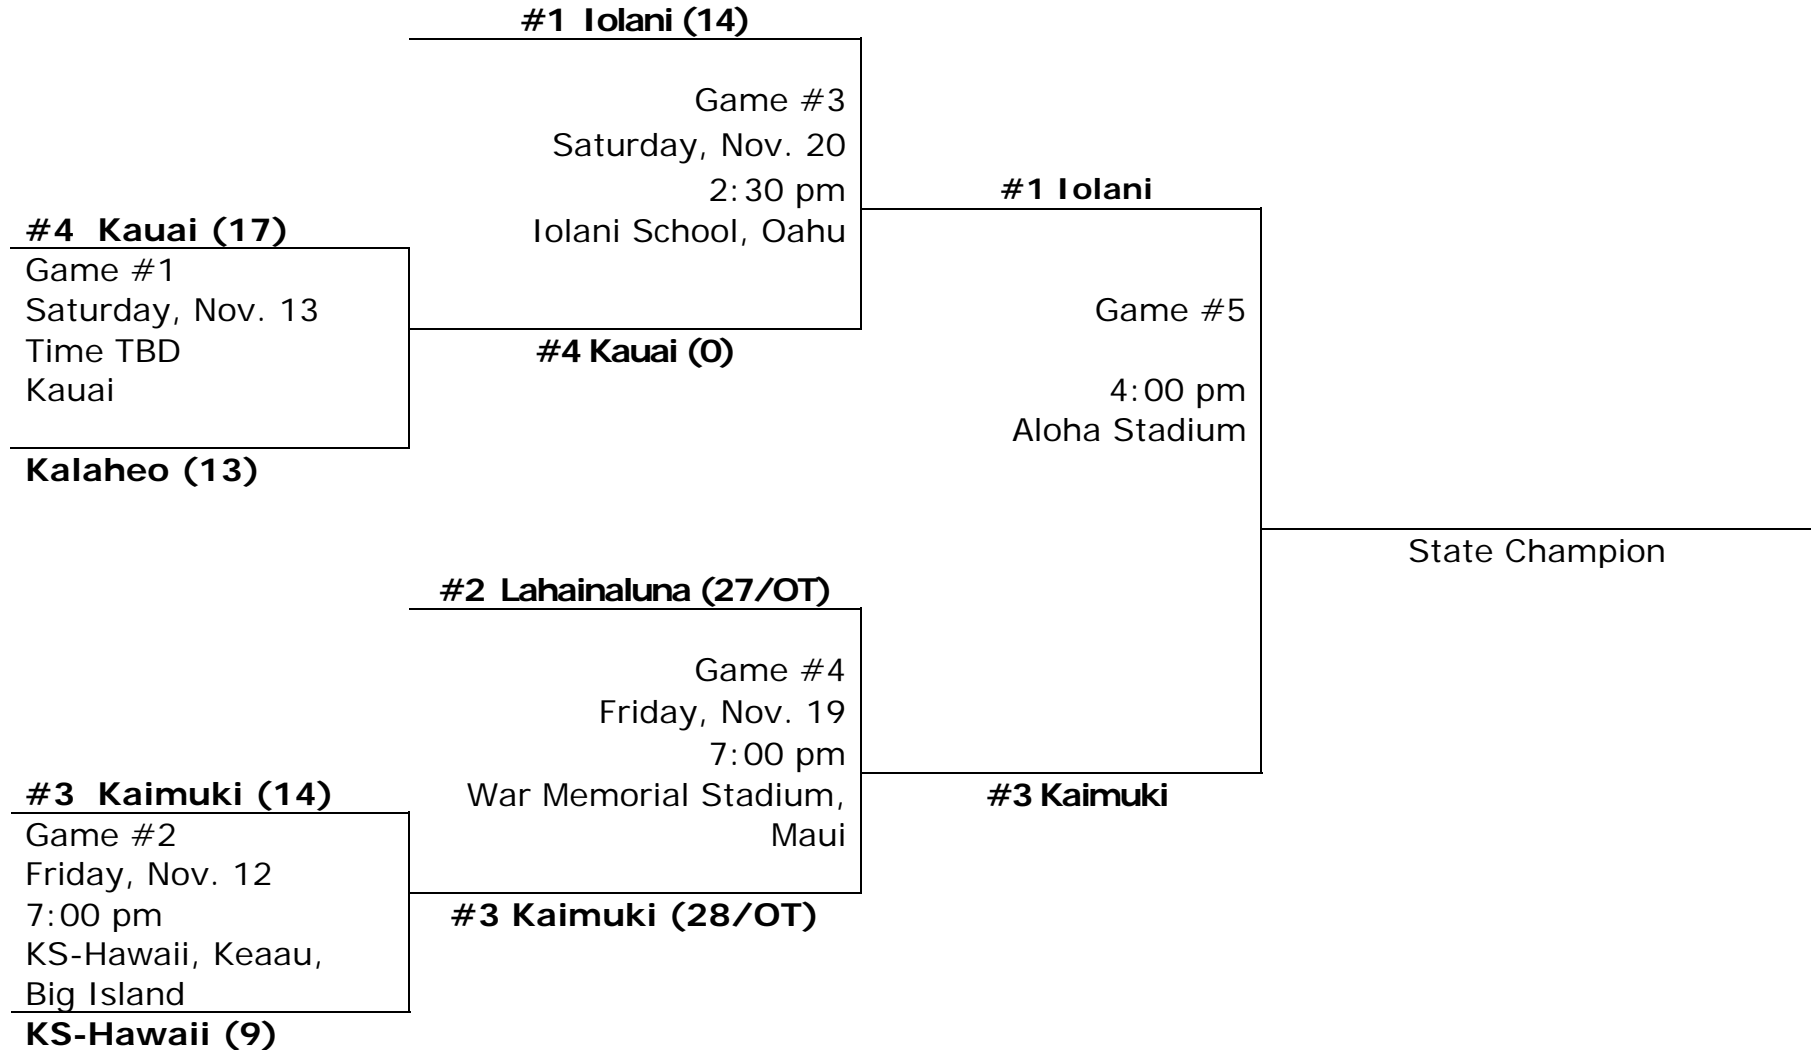 #1 Iolani (14)
Game #3
Saturday, Nov. 20
2:30 pm
Iolani School, Oahu
#4 Kauai (17)
Game #1
Saturday, Nov. 13
Time TBD
Kauai
Kalaheo (13)
#4 Kauai (0)
#1 Iolani
Game #5
4:00 pm
Aloha Stadium
State Champion
#2 Lahainaluna (27/OT)
Game #4
Friday, Nov. 19
7:00 pm
War Memorial Stadium,
Maui
#3 Kaimuki (14)
Game #2
Friday, Nov. 12
7:00 pm
KS-Hawaii, Keaau,
Big Island
KS-Hawaii (9)
#3 Kaimuki (28/OT)
#3 Kaimuki